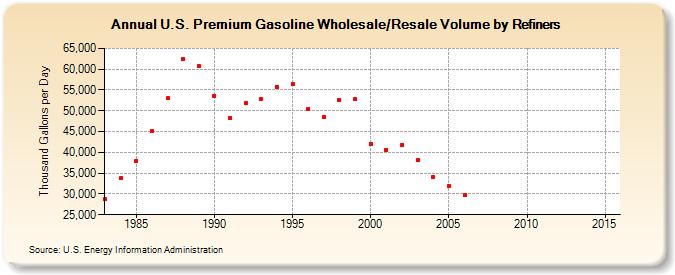 Annual U.S. Premium Gasoline Wholesale/Resale Volume by Refiners
Thousand Gallons per Day
65,000
60,000
55,000
50,000
45,000
40,000
35,000
30,000
25,000
1985 1990 1995 2000 2005 2010 2015
Source: U.S. Energy Information Administration